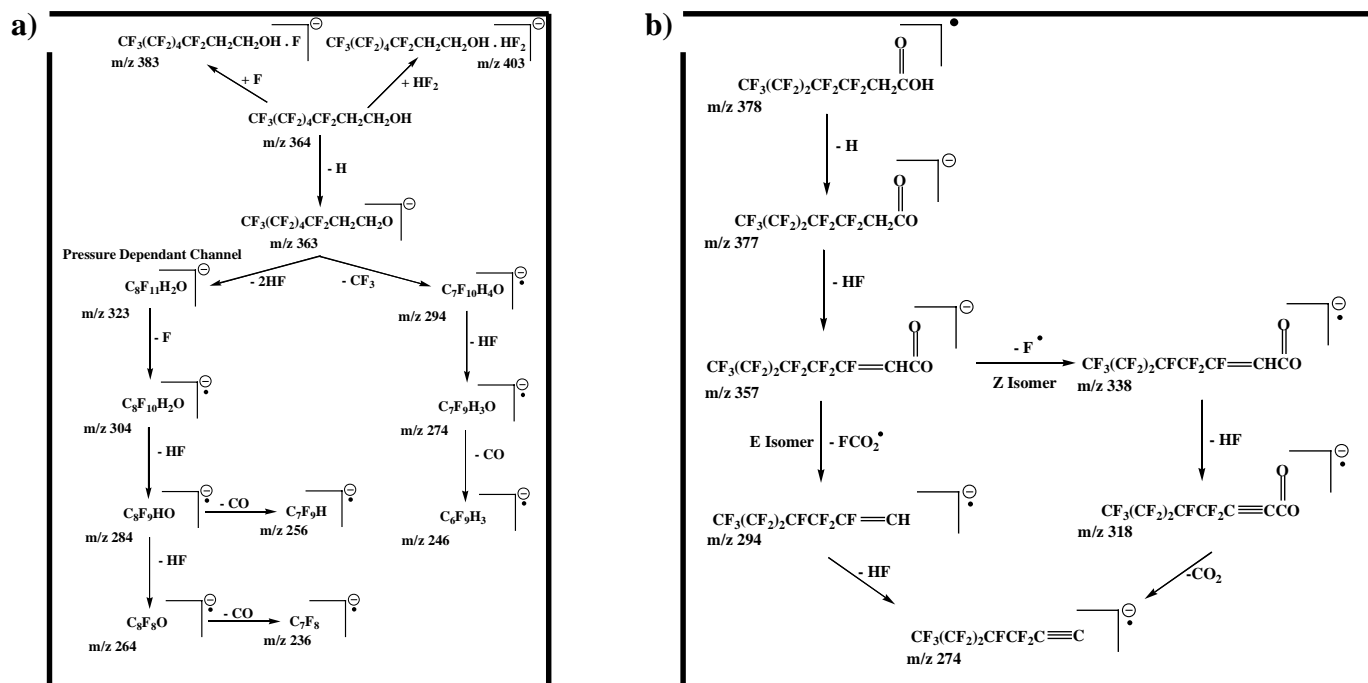 a)
CF₃(CF₂)₄CF₂CH₂CH₂OH . F ⊖
m/z 383
CF₃(CF₂)₄CF₂CH₂CH₂OH . HF₂ ⊖
m/z 403
+ F
+ HF₂
CF₃(CF₂)₄CF₂CH₂CH₂OH
m/z 364
- H
CF₃(CF₂)₄CF₂CH₂CH₂O ⊖
m/z 363
Pressure Dependant Channel
- 2HF
- CF₃
C₈F₁₁H₂O ⊖
m/z 323
C₇F₁₀H₄O ⊖•
m/z 294
- F
- HF
C₈F₁₀H₂O ⊖•
m/z 304
C₇F₉H₃O ⊖•
m/z 274
- HF
- CO
C₈F₉HO ⊖•
m/z 284
- CO
C₇F₉H ⊖•
m/z 256
C₆F₉H₃ ⊖•
m/z 246
- HF
C₈F₈O ⊖•
m/z 264
- CO
C₇F₈ ⊖•
m/z 236
b)
O
CF₃(CF₂)₂CF₂CF₂CH₂COH •
m/z 378
- H
O
CF₃(CF₂)₂CF₂CF₂CH₂CO ⊖
m/z 377
- HF
O
CF₃(CF₂)₂CF₂CF₂CF=CHCO ⊖
m/z 357
- F•
Z Isomer
O
CF₃(CF₂)₂CFCF₂CF=CHCO ⊖•
m/z 338
E Isomer
- FCO₂•
- HF
CF₃(CF₂)₂CFCF₂CF=CH ⊖•
m/z 294
O
CF₃(CF₂)₂CFCF₂C≡CCO ⊖•
m/z 318
- HF
-CO₂
CF₃(CF₂)₂CFCF₂C≡C ⊖•
m/z 274